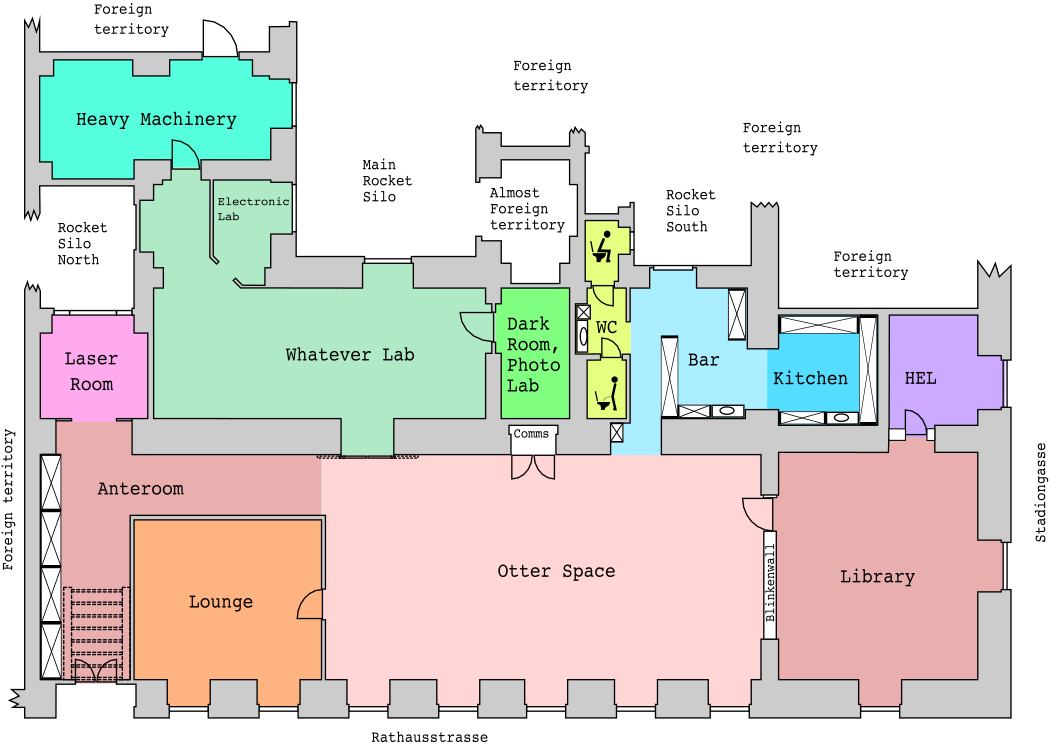 Foreign
territory
Foreign
territory
Heavy Machinery
Foreign
territory
Main
Rocket
Silo
Almost
Foreign
territory
Rocket
Silo
South
Electronic
Lab
Rocket
Silo
North
Foreign
territory
Laser
Room
Whatever Lab
Dark
Room,
Photo
Lab
WC
Bar
Kitchen
HEL
Comms
Foreign territory
Anteroom
Otter Space
Blinkenwall
Library
Stadiongasse
Lounge
Rathausstrasse